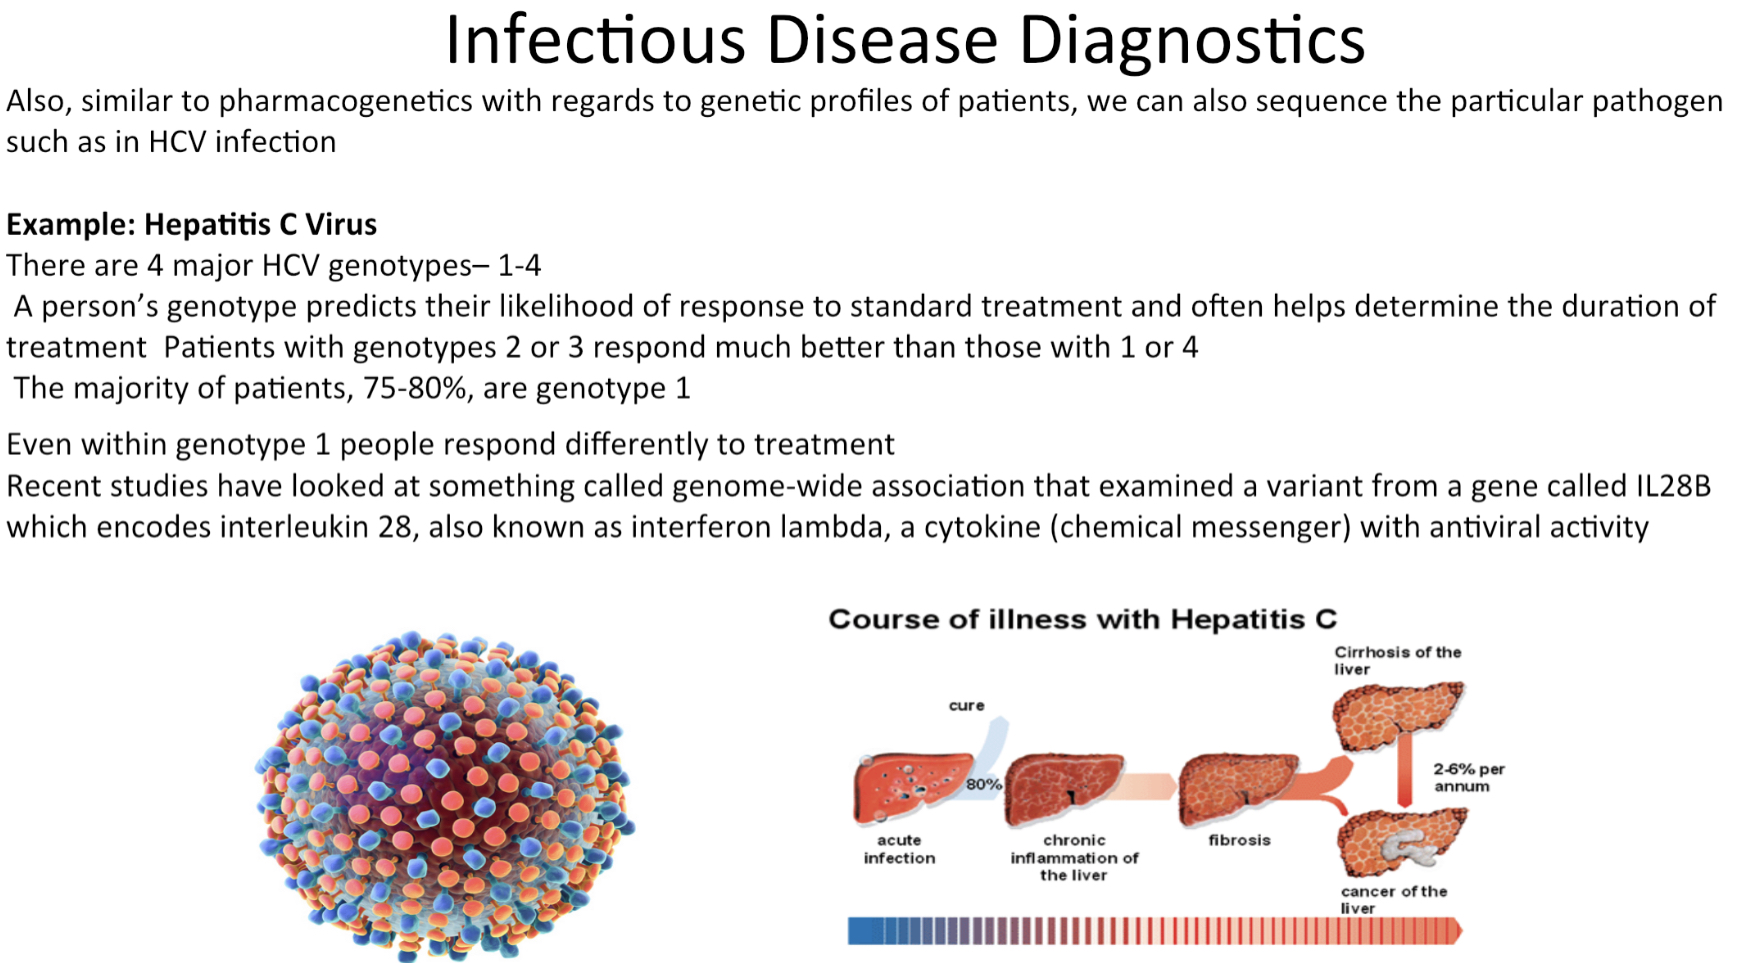 Infectious Disease Diagnostics
Also, similar to pharmacogenetics with regards to genetic profiles of patients, we can also sequence the particular pathogen
such as in HCV infection
Example: Hepatitis C Virus
There are 4 major HCV genotypes– 1-4
A person’s genotype predicts their likelihood of response to standard treatment and often helps determine the duration of
treatment  Patients with genotypes 2 or 3 respond much better than those with 1 or 4
The majority of patients, 75-80%, are genotype 1
Even within genotype 1 people respond differently to treatment
Recent studies have looked at something called genome-wide association that examined a variant from a gene called IL28B
which encodes interleukin 28, also known as interferon lambda, a cytokine (chemical messenger) with antiviral activity
Course of illness with Hepatitis C
Cirrhosis of the
liver
cure
80%
2-6% per
annum
acute
infection
chronic
inflammation of
the liver
fibrosis
cancer of the
liver